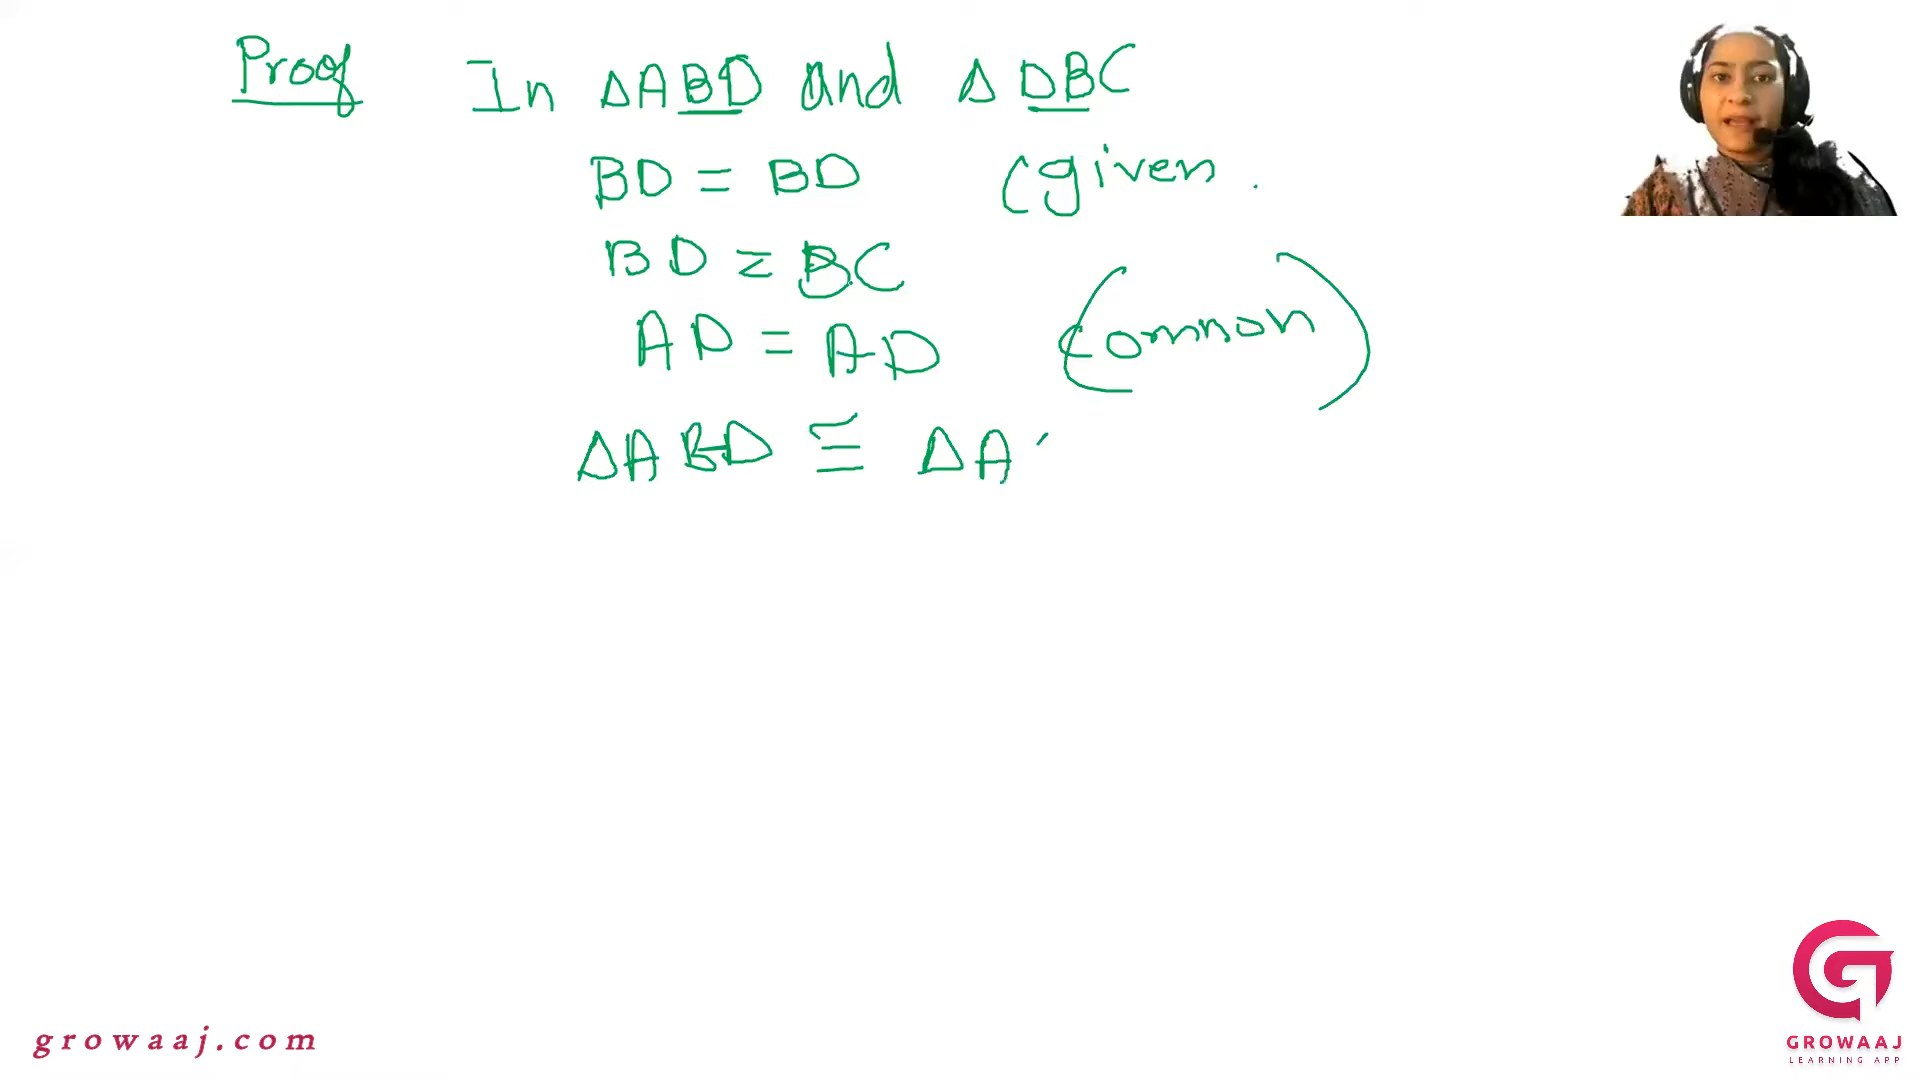 Proof In ΔABD and Δ DBC
BD = BD (given .
BD = BC
AD = AD (common)
ΔABD ≅ ΔA
growaaj.com
GROWAAJ
LEARNING APP